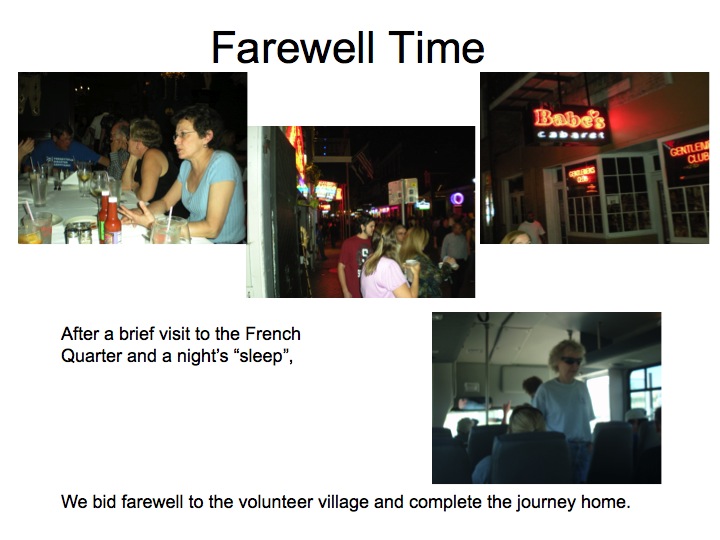 Farewell Time
Babe's
cabaret
GENTLEMENS
CLUB
GENTLEMENS
CLUB
After a brief visit to the French
Quarter and a night’s “sleep”,
We bid farewell to the volunteer village and complete the journey home.